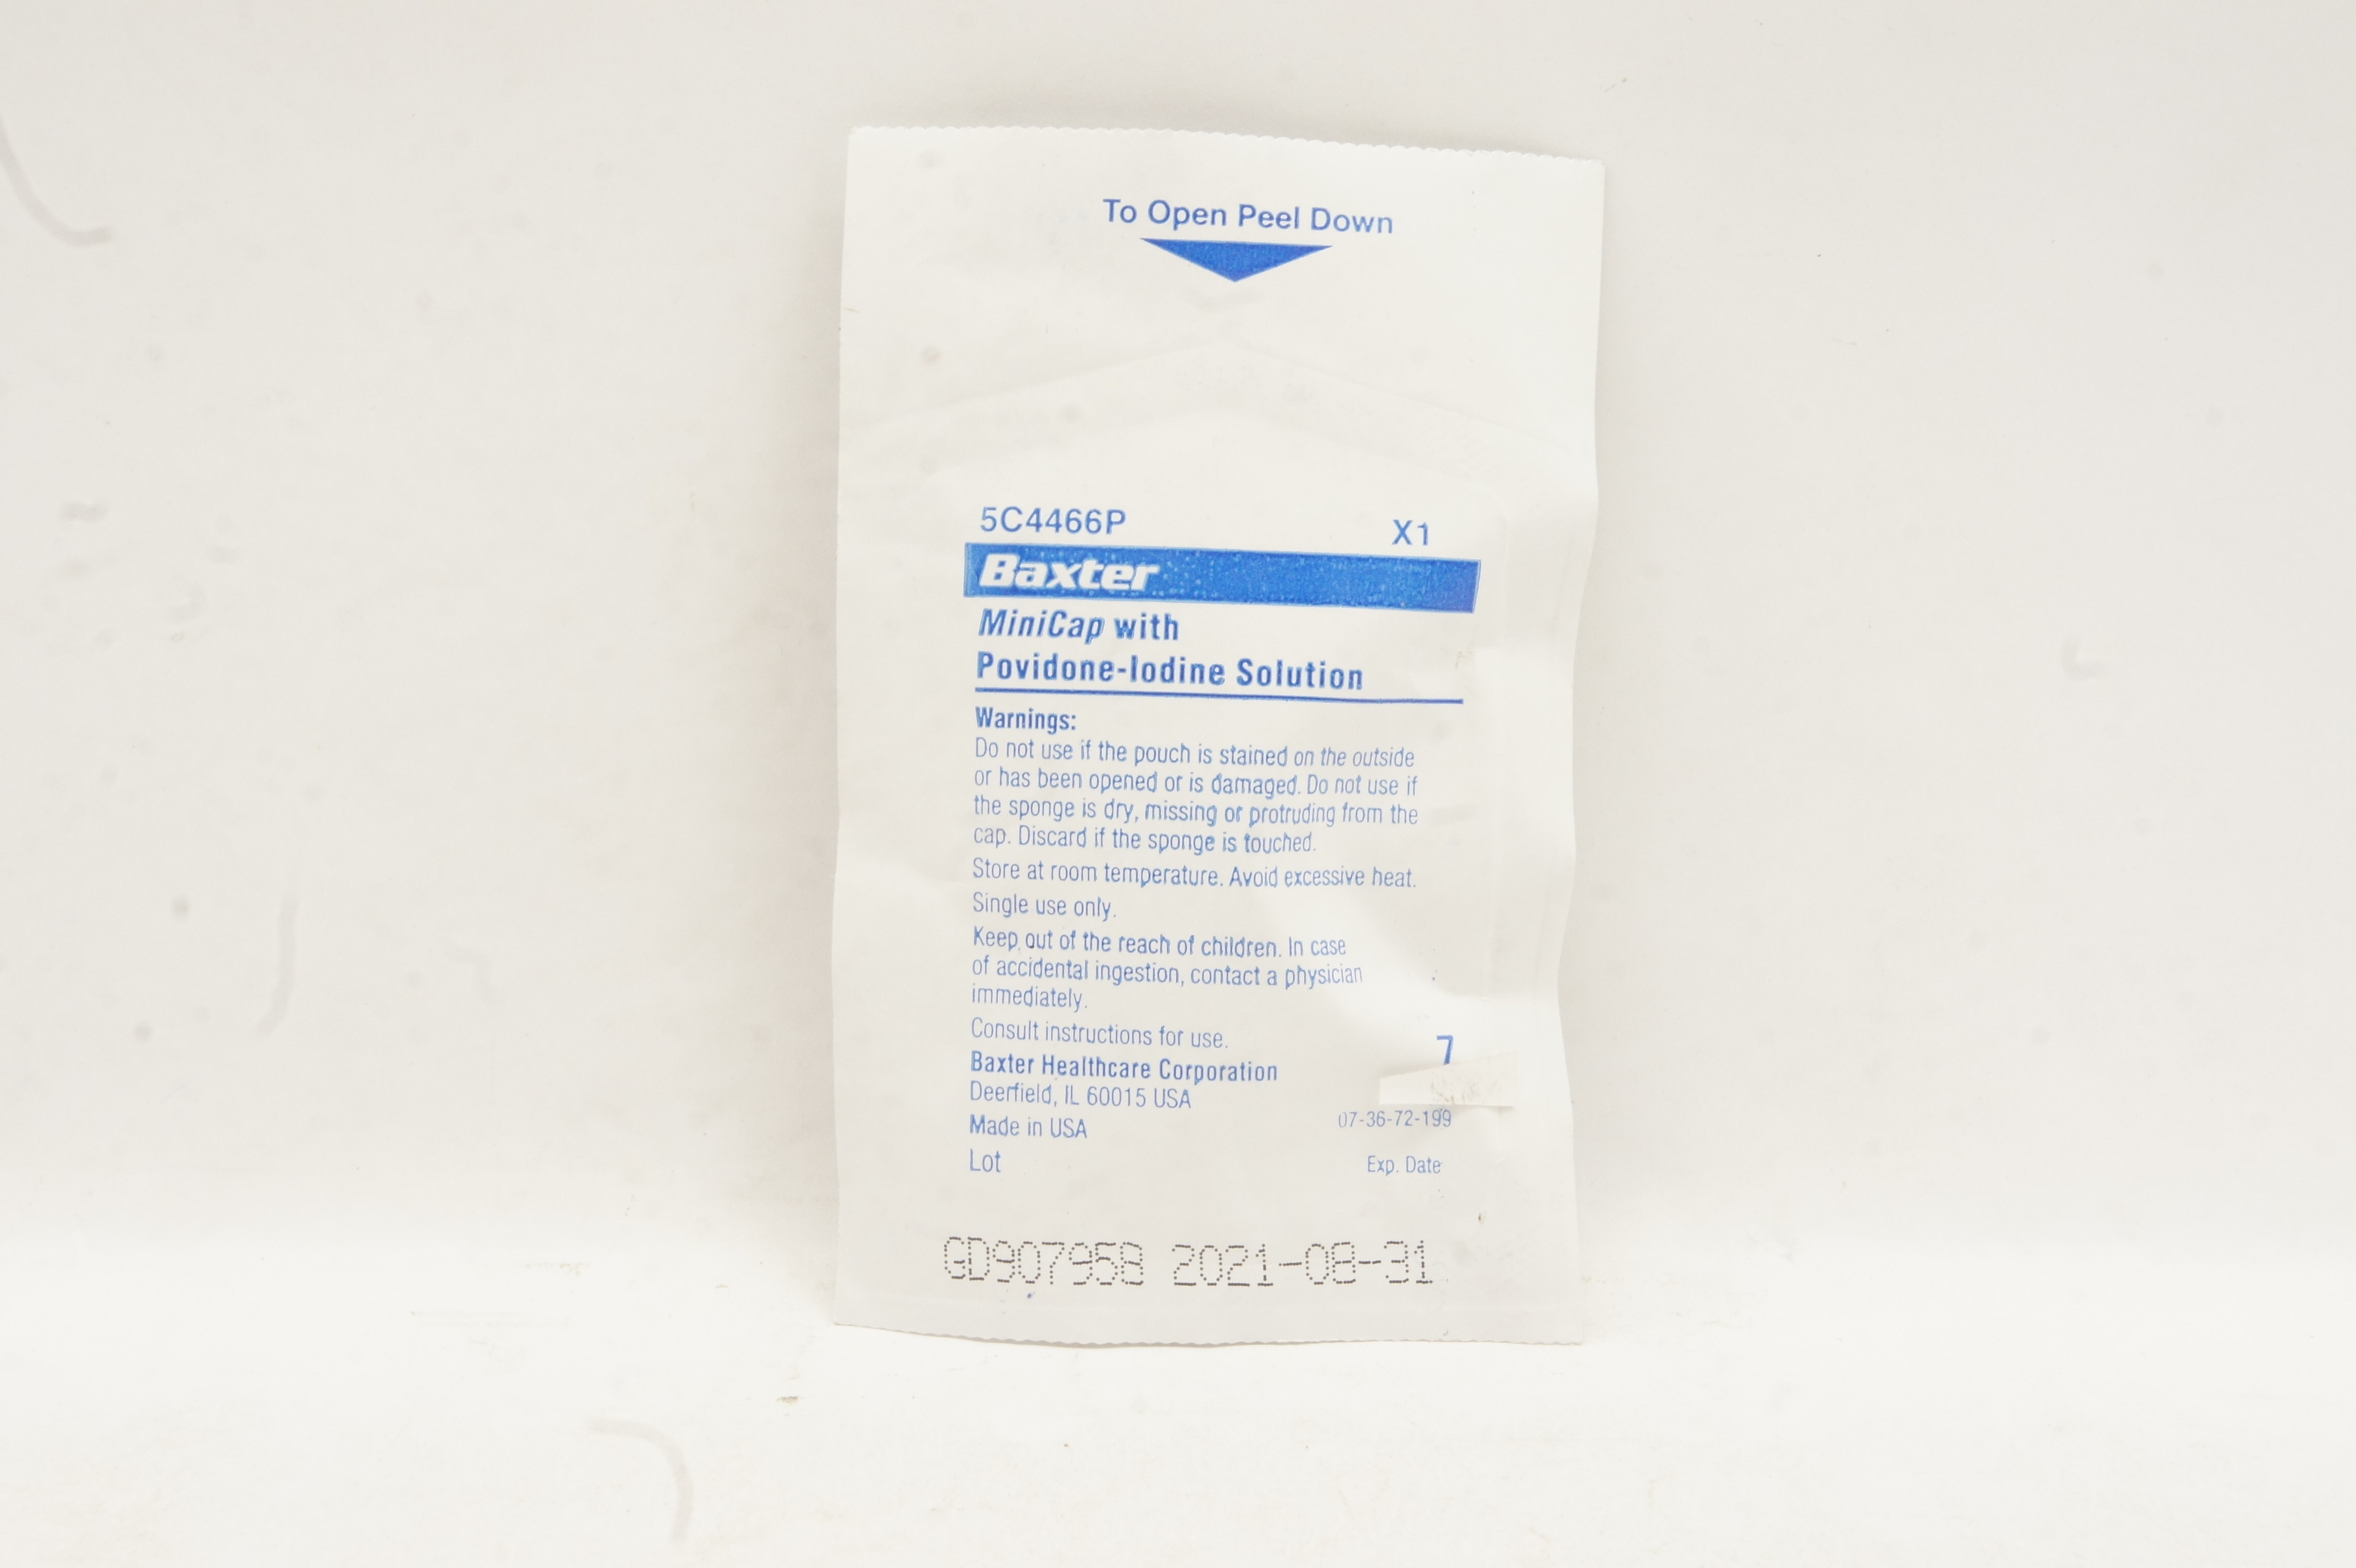 To Open Peel Down
5C4466P X1
Baxter
MiniCap with
Povidone-Iodine Solution
Warnings:
Do not use if the pouch is stained on the outside
or has been opened or is damaged. Do not use if
the sponge is dry, missing or protruding from the
cap. Discard if the sponge is touched.
Store at room temperature. Avoid excessive heat.
Single use only.
Keep out of the reach of children. In case
of accidental ingestion, contact a physician
immediately.
Consult instructions for use.
7
Baxter Healthcare Corporation
Deerfield, IL 60015 USA
07-36-72-199
Made in USA
Lot Exp. Date
GD907958 2021-08-31